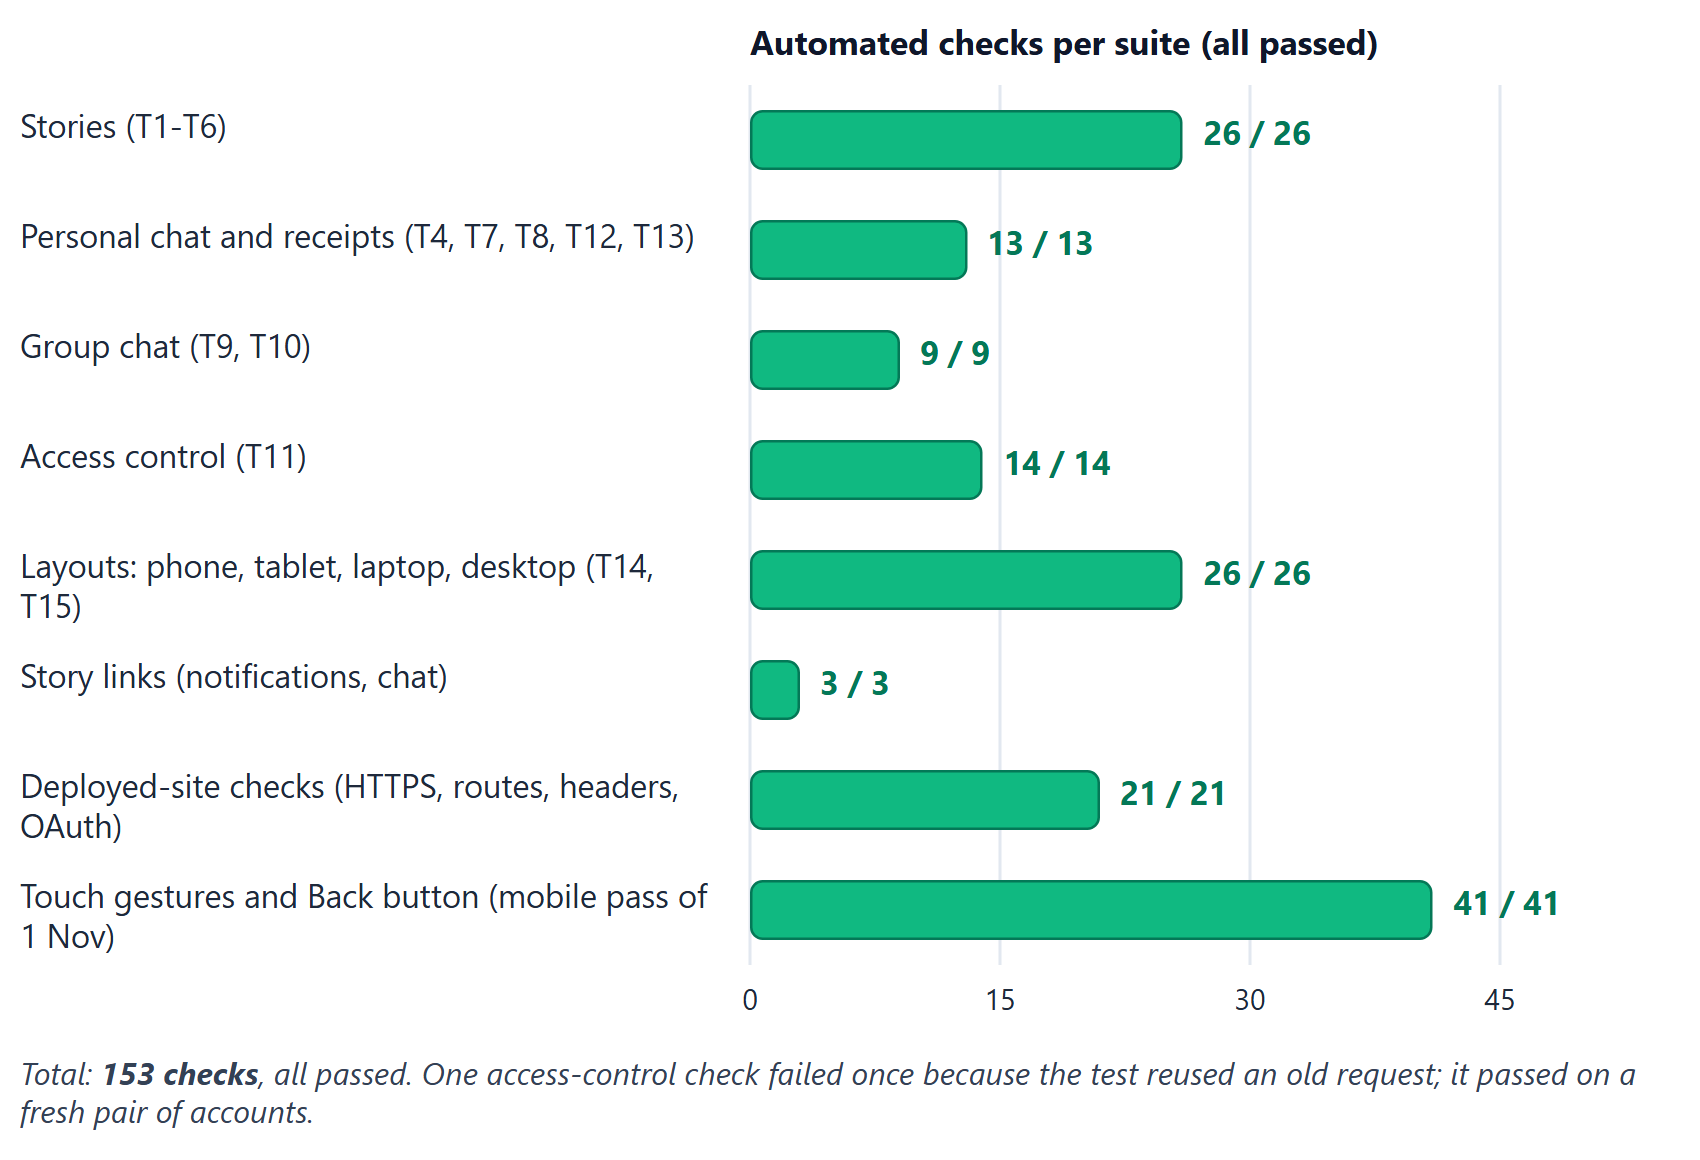 Automated checks per suite (all passed)
Stories (T1-T6)
26 / 26
Personal chat and receipts (T4, T7, T8, T12, T13)
13 / 13
Group chat (T9, T10)
9 / 9
Access control (T11)
14 / 14
Layouts: phone, tablet, laptop, desktop (T14,
T15)
26 / 26
Story links (notifications, chat)
3 / 3
Deployed-site checks (HTTPS, routes, headers,
OAuth)
21 / 21
Touch gestures and Back button (mobile pass of
1 Nov)
41 / 41
0 15 30 45
Total: 153 checks, all passed. One access-control check failed once because the test reused an old request; it passed on a
fresh pair of accounts.